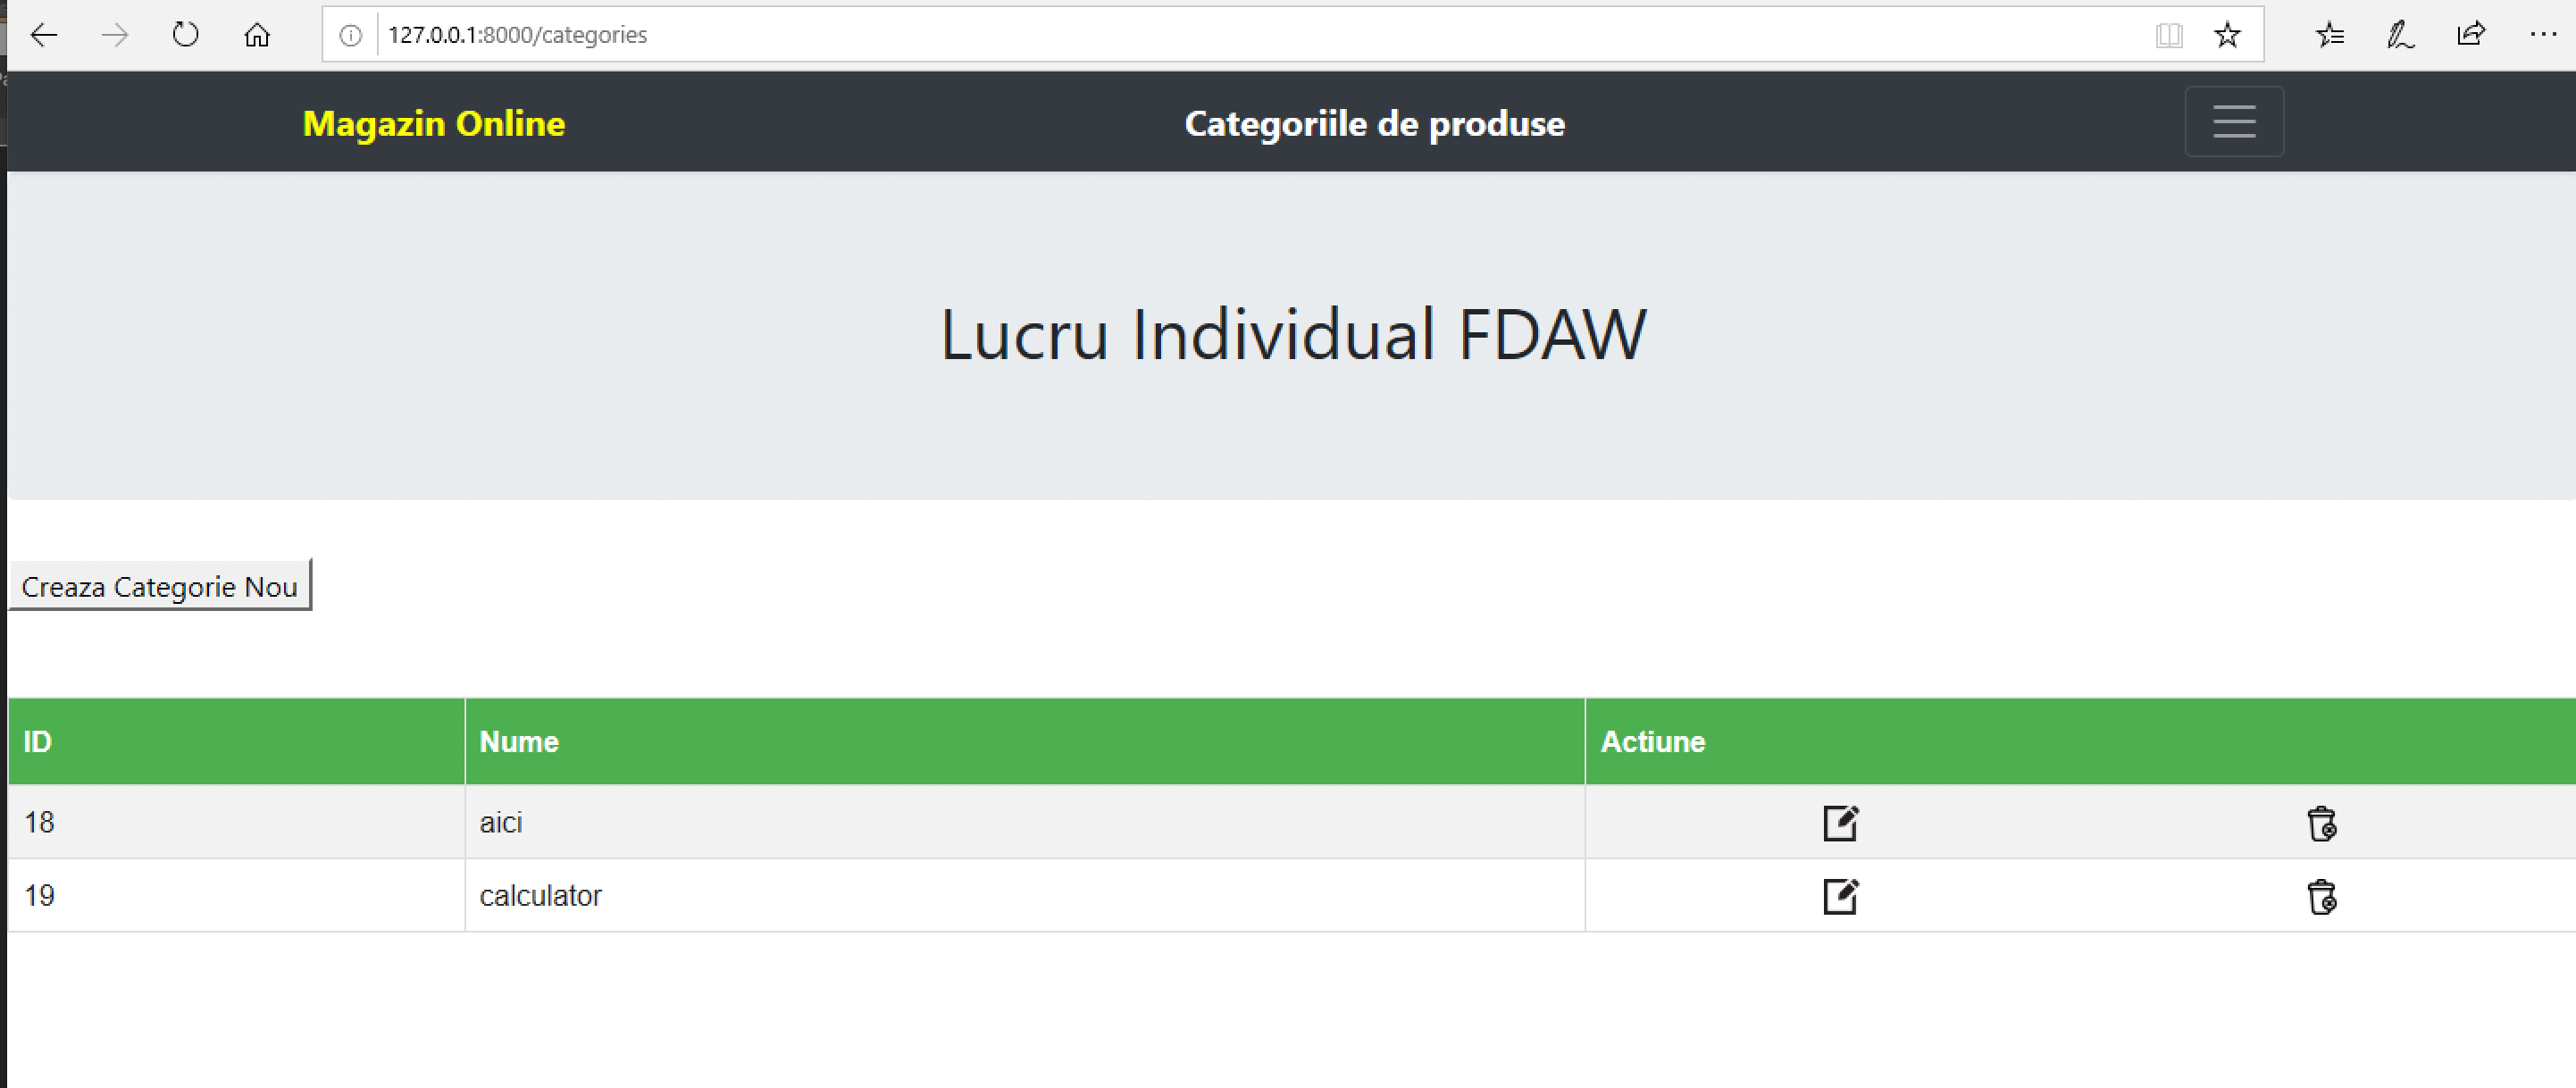 127.0.0.1:8000/categories
Magazin Online
Categoriile de produse
Lucru Individual FDAW
Creaza Categorie Nou
ID Nume Actiune
18 aici
19 calculator